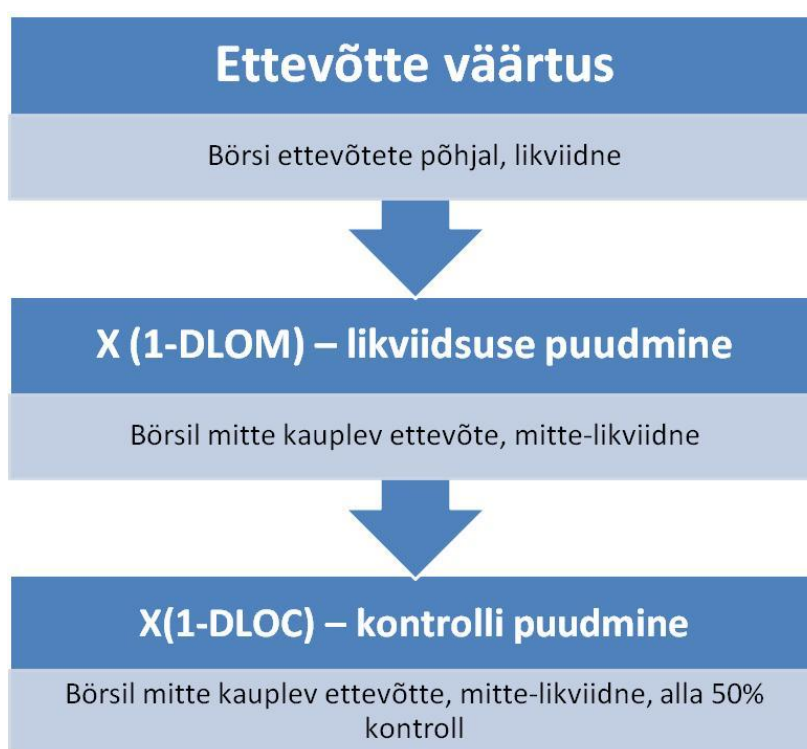 Ettevõtte väärtus
Börsi ettevõtete põhjal, likviidne
X (1-DLOM) – likviidsuse puudmine
Börsil mitte kauplev ettevõte, mitte-likviidne
X(1-DLOC) – kontrolli puudmine
Börsil mitte kauplev ettevõtte, mitte-likviidne, alla 50%
kontroll